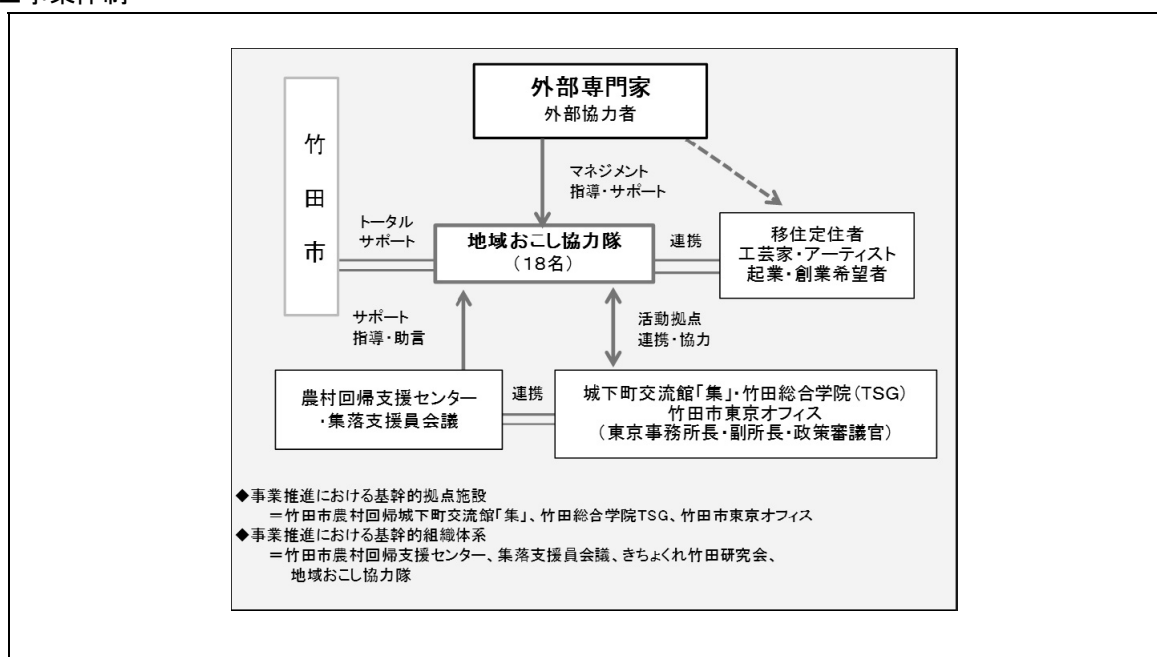 外部専門家
外部協力者
竹田市
マネジメント
指導・サポート
トータル
サポート
地域おこし協力隊
(18名)
連携
移住定住者
工芸家・アーティスト
起業・創業希望者
サポート
指導・助言
活動拠点
連携・協力
農村回帰支援センター
・集落支援員会議
連携
城下町交流館「集」・竹田総合学院(TSG)
竹田市東京オフィス
(東京事務所長・副所長・政策審議官)
◆事業推進における基幹的拠点施設
=竹田市農村回帰城下町交流館「集」、竹田総合学院TSG、竹田市東京オフィス
◆事業推進における基幹的組織体系
=竹田市農村回帰支援センター、集落支援員会議、きちょくれ竹田研究会、
地域おこし協力隊